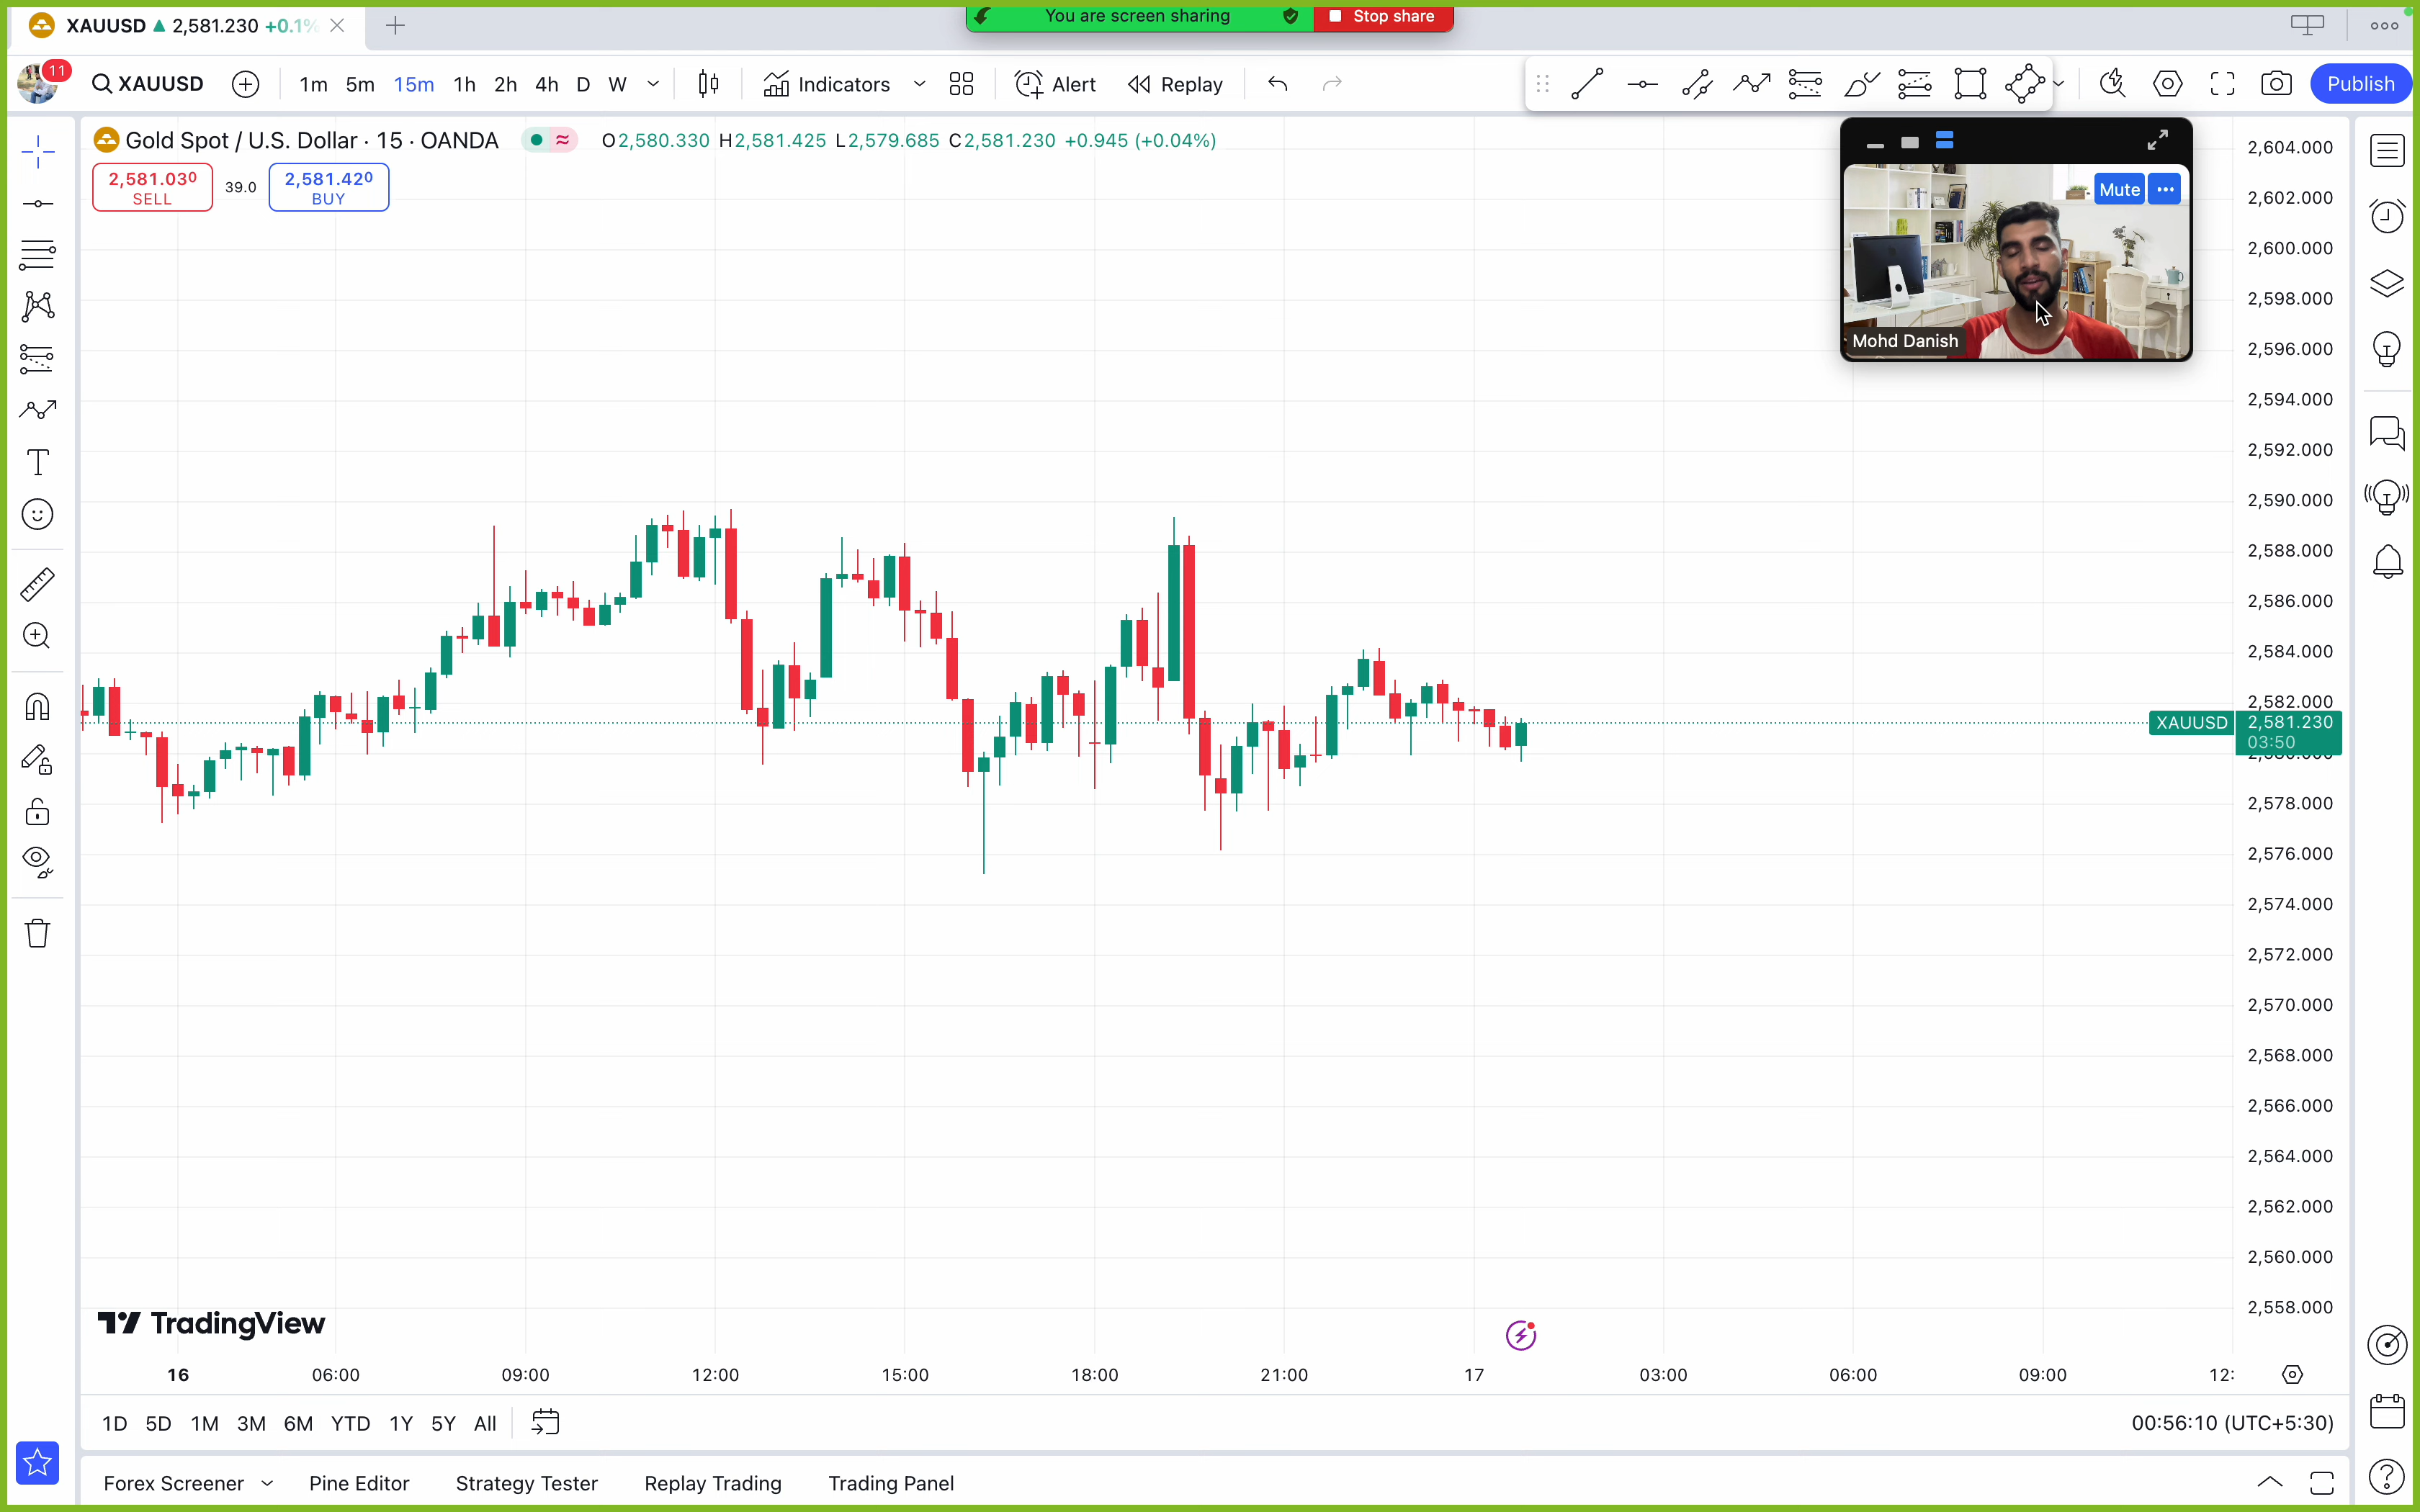 XAUUSD ▲ 2,581.230 +0.1%
You are screen sharing
Stop share
11
XAUUSD
1m 5m 15m 1h 2h 4h D W
Indicators
Alert
Replay
Publish
Gold Spot / U.S. Dollar · 15 · OANDA
O2,580.330 H2,581.425 L2,579.685 C2,581.230 +0.945 (+0.04%)
2,581.030
SELL
39.0
2,581.420
BUY
Mute
Mohd Danish
2,604.000
2,602.000
2,600.000
2,598.000
2,596.000
2,594.000
2,592.000
2,590.000
2,588.000
2,586.000
2,584.000
2,582.000
XAUUSD 2,581.230
03:50
2,578.000
2,576.000
2,574.000
2,572.000
2,570.000
2,568.000
2,566.000
2,564.000
2,562.000
2,560.000
2,558.000
TradingView
16 06:00 09:00 12:00 15:00 18:00 21:00 17 03:00 06:00 09:00 12:
1D 5D 1M 3M 6M YTD 1Y 5Y All
00:56:10 (UTC+5:30)
Forex Screener Pine Editor Strategy Tester Replay Trading Trading Panel